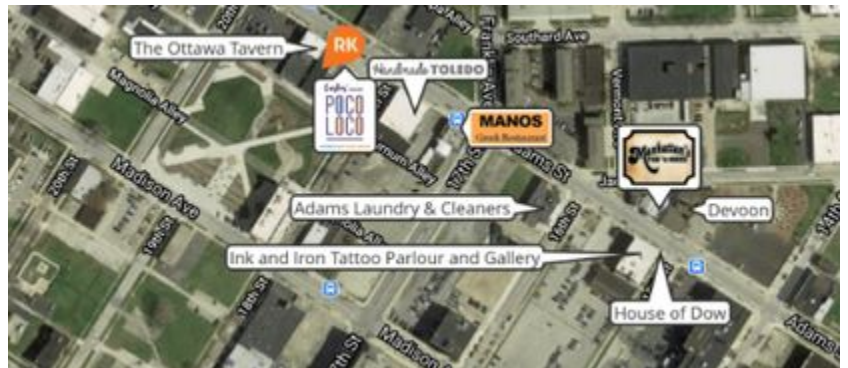 The Ottawa Tavern
RK
Handmade TOLEDO
POCO
LOCO
MANOS
Greek Restaurant
Manhattan's
Adams Laundry & Cleaners
Devoon
Ink and Iron Tattoo Parlour and Gallery
House of Dow
Southard Ave
Magnolia Alley
Madison Ave
20th St
19th St
18th St
17th St
16th St
14th
Adams St
Adams
Madison